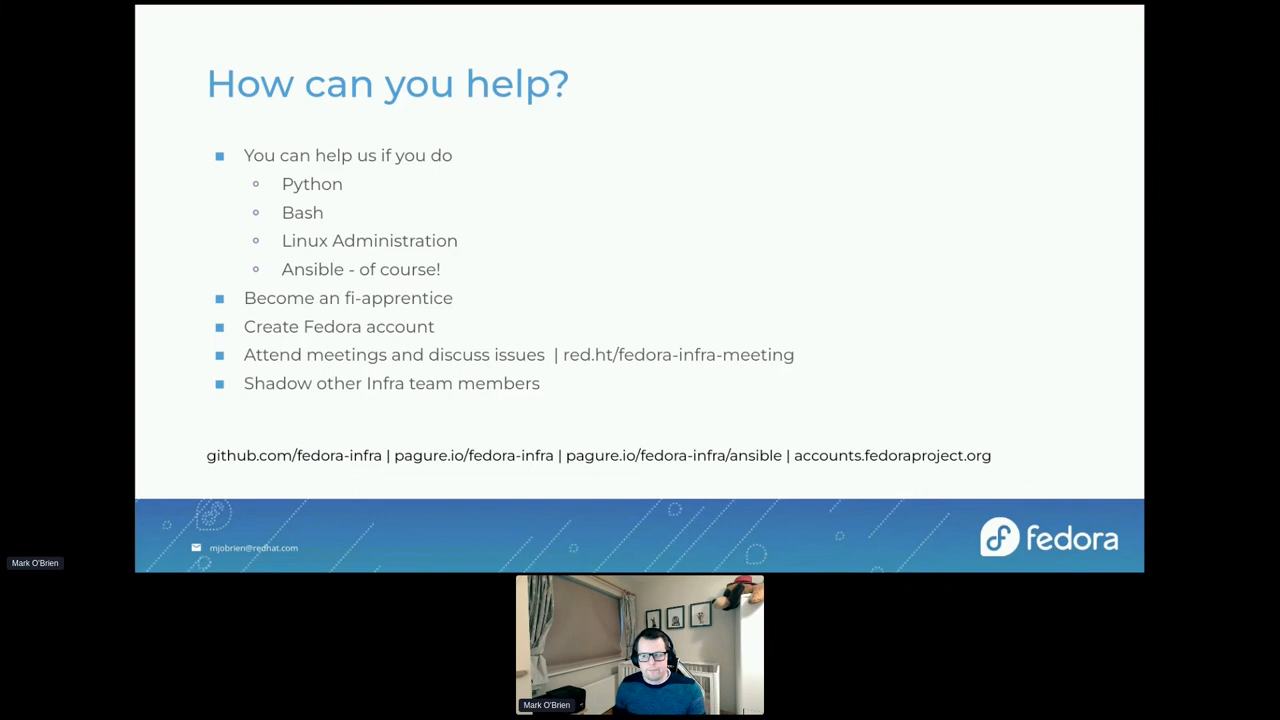 How can you help?
You can help us if you do
Python
Bash
Linux Administration
Ansible - of course!
Become an fi-apprentice
Create Fedora account
Attend meetings and discuss issues | red.ht/fedora-infra-meeting
Shadow other Infra team members
github.com/fedora-infra | pagure.io/fedora-infra | pagure.io/fedora-infra/ansible | accounts.fedoraproject.org
mjobrien@redhat.com
fedora
Mark O'Brien
Mark O'Brien